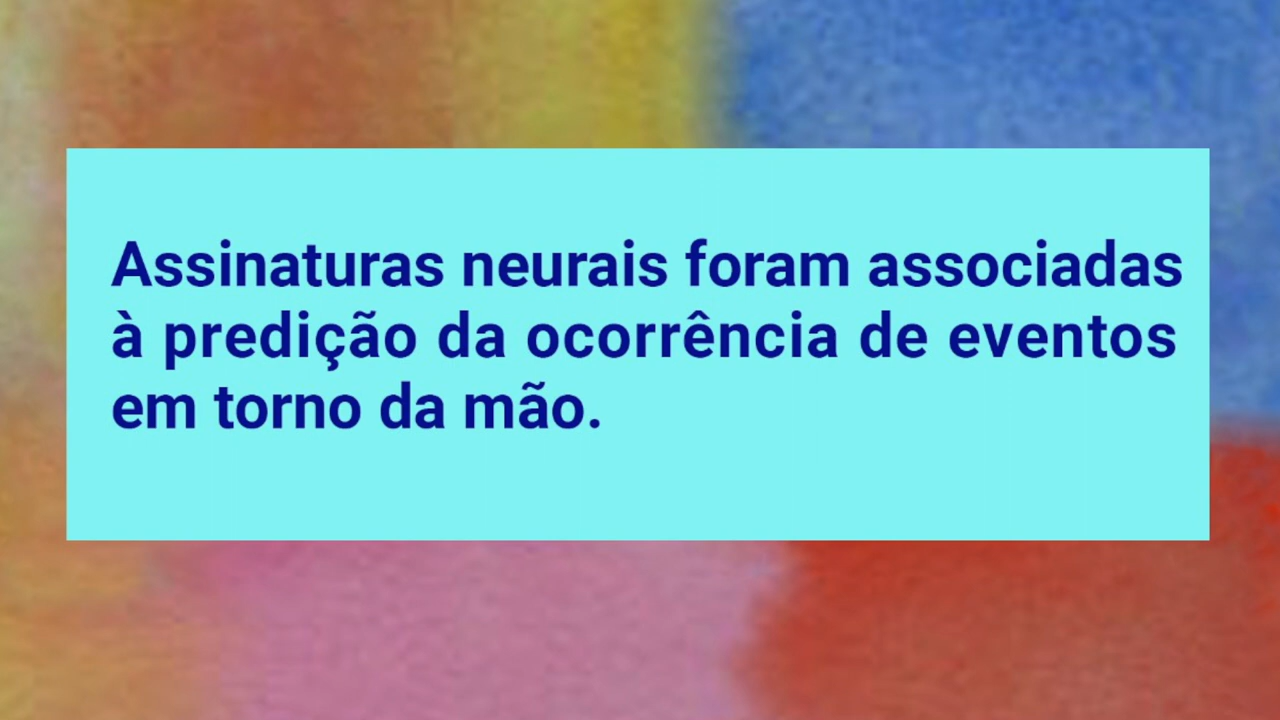 Assinaturas neurais foram associadas
à predição da ocorrência de eventos
em torno da mão.